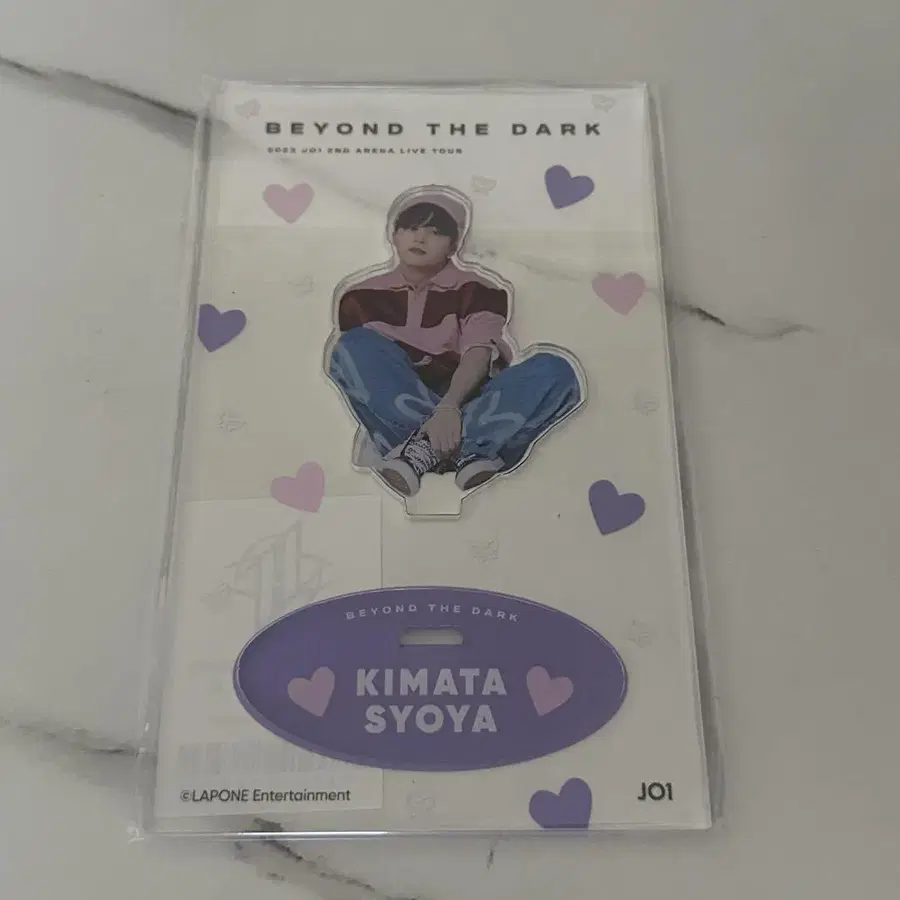 BEYOND THE DARK
2023 JO1 2ND ARENA LIVE TOUR
BEYOND THE DARK
KIMATA
SYOYA
©LAPONE Entertainment
JO1